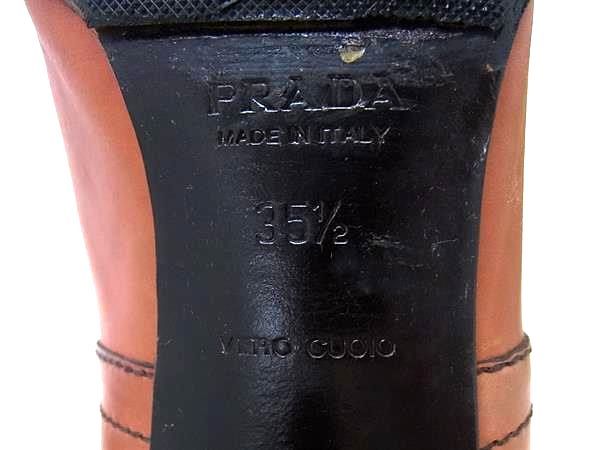 PRADA
MADE IN ITALY
35½
VERO CUOIO